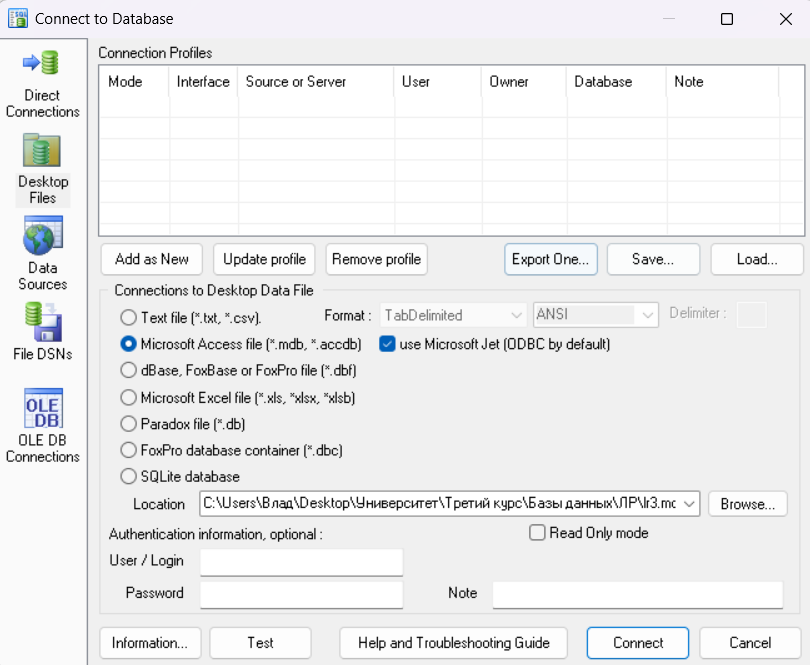 Connect to Database
Direct
Connections
Desktop
Files
Data
Sources
File DSNs
OLE
DB
OLE DB
Connections
Connection Profiles
Mode Interface Source or Server User Owner Database Note
Add as New Update profile Remove profile Export One... Save... Load...
Connections to Desktop Data File
Text file (*.txt, *.csv). Format : TabDelimited ANSI Delimiter :
Microsoft Access file (*.mdb, *.accdb) use Microsoft Jet (ODBC by default)
dBase, FoxBase or FoxPro file (*.dbf)
Microsoft Excel file (*.xls, *xlsx, *xlsb)
Paradox file (*.db)
FoxPro database container (*.dbc)
SQLite database
Location C:\Users\Влад\Desktop\Университет\Третий курс\Базы данных\ЛР\lr3.mc Browse...
Authentication information, optional : Read Only mode
User / Login
Password Note
Information... Test Help and Troubleshooting Guide Connect Cancel